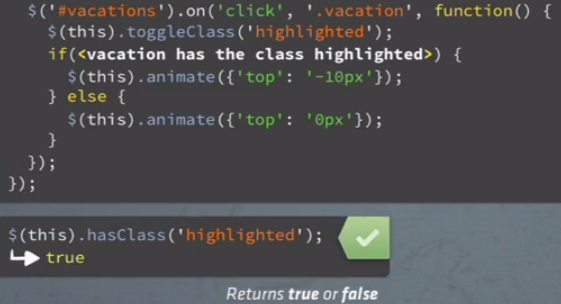 $('#vacations').on('click', '.vacation', function() {
$(this).toggleClass('highlighted');
if(<vacation has the class highlighted>) {
$(this).animate({'top': '-10px'});
} else {
$(this).animate({'top': '0px'});
}
});
});
$(this).hasClass('highlighted');
true
Returns true or false